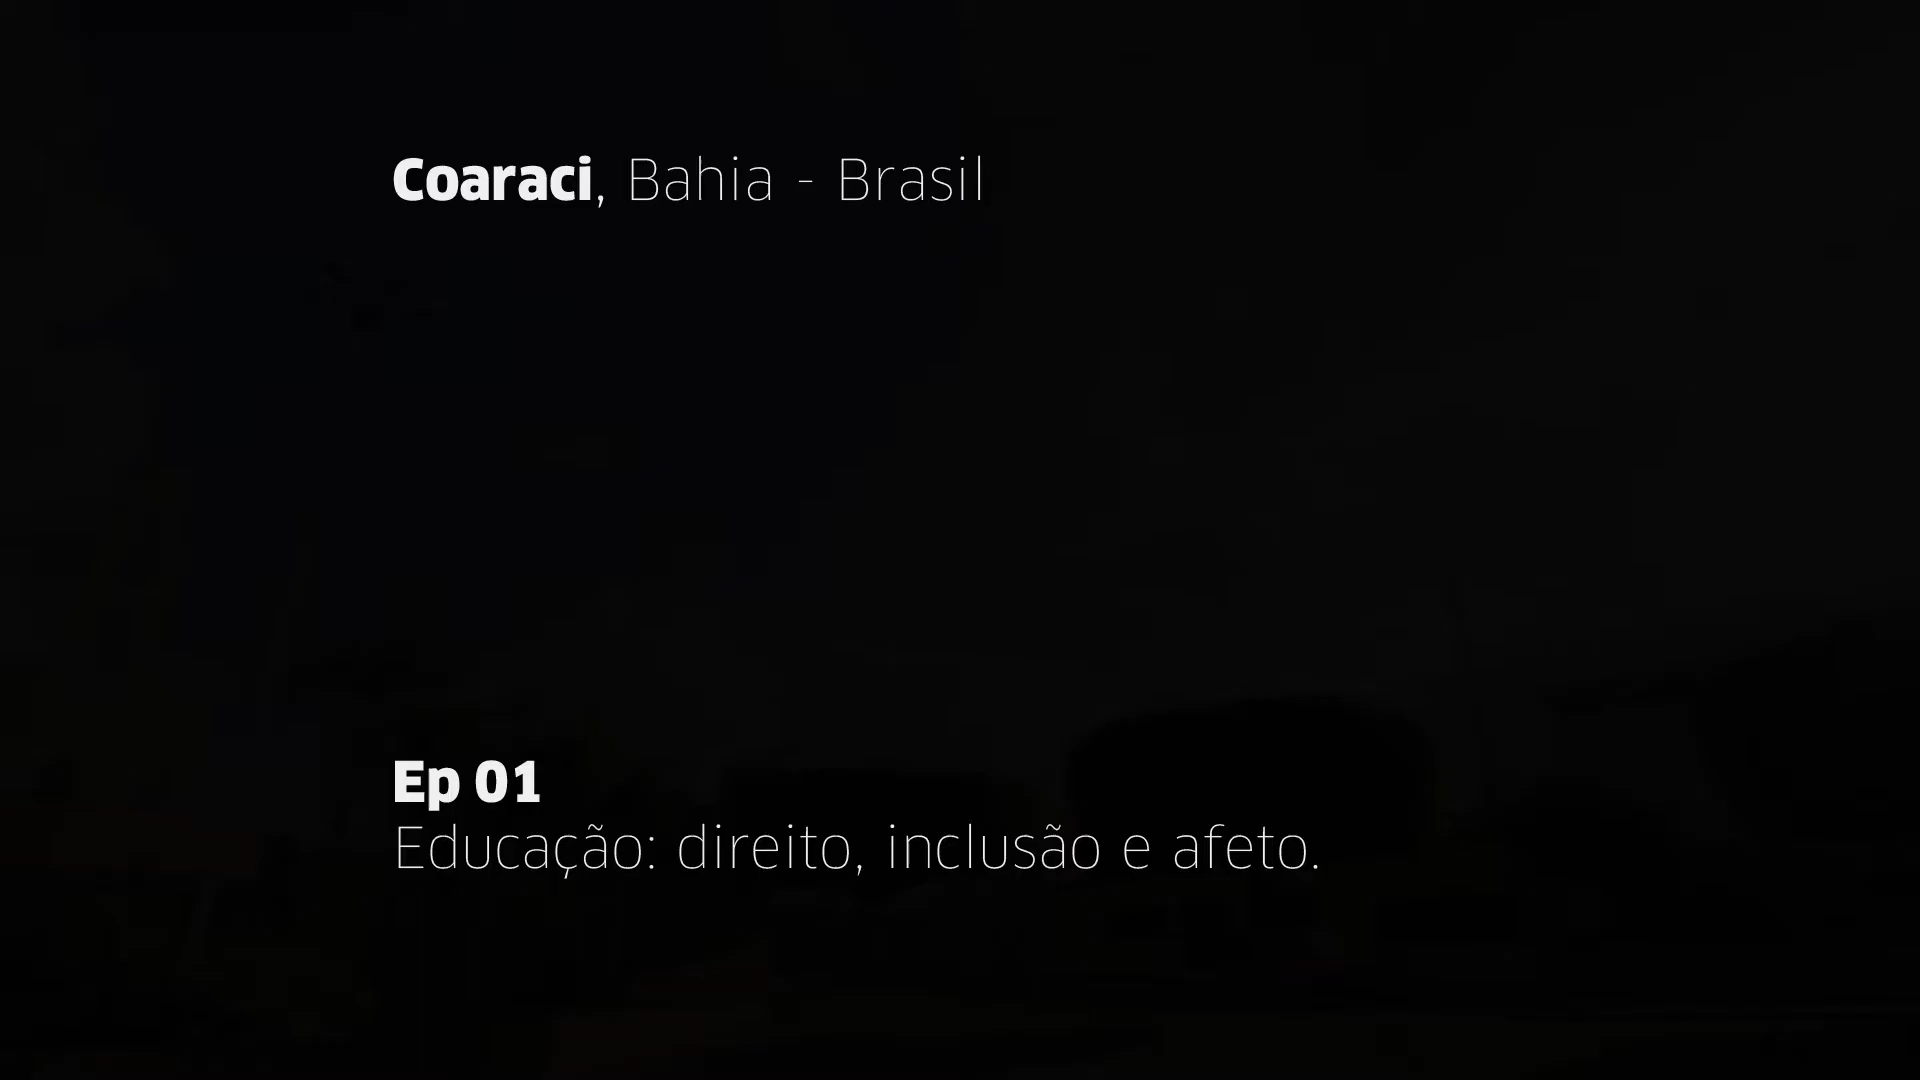 Coaraci, Bahia - Brasil
Ep 01
Educação: direito, inclusão e afeto.